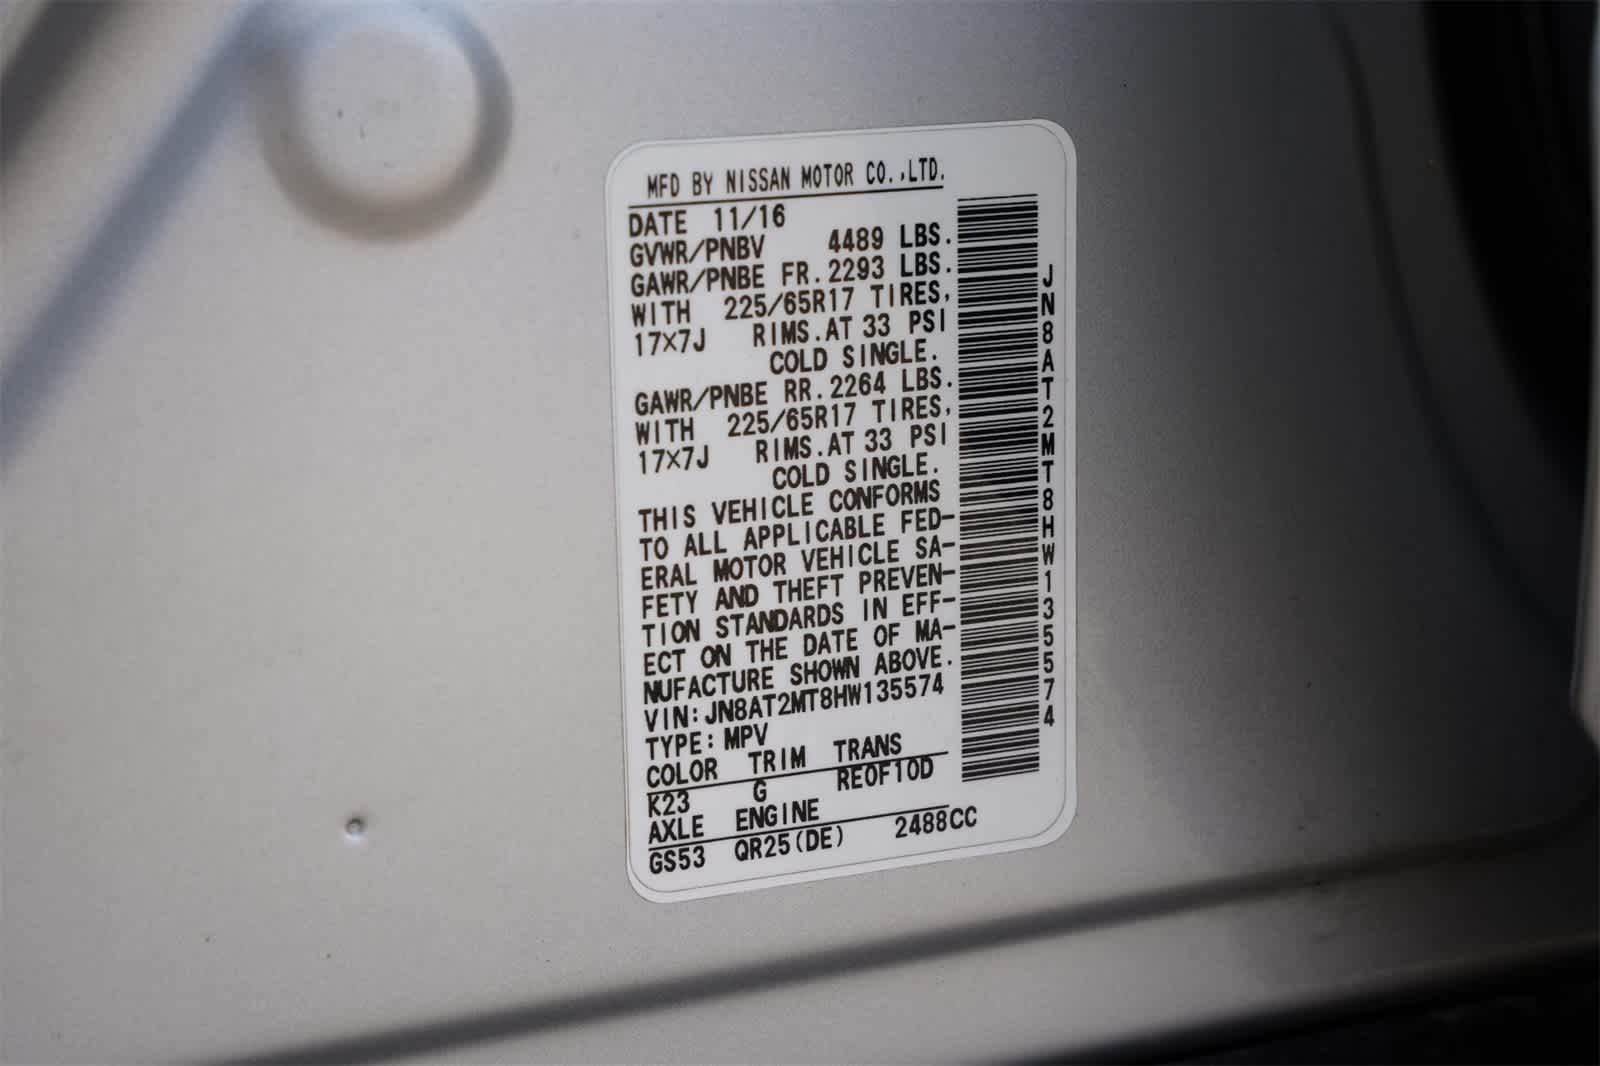 MFD BY NISSAN MOTOR CO.,LTD.
DATE 11/16
GVWR/PNBV 4489 LBS.
GAWR/PNBE FR.2293 LBS.
WITH 225/65R17 TIRES,
17×7J RIMS.AT 33 PSI
COLD SINGLE.
GAWR/PNBE RR.2264 LBS.
WITH 225/65R17 TIRES,
17×7J RIMS.AT 33 PSI
COLD SINGLE.
THIS VEHICLE CONFORMS
TO ALL APPLICABLE FED-
ERAL MOTOR VEHICLE SA-
FETY AND THEFT PREVEN-
TION STANDARDS IN EFF-
ECT ON THE DATE OF MA-
NUFACTURE SHOWN ABOVE.
VIN:JN8AT2MT8HW135574
TYPE:MPV
COLOR TRIM TRANS
K23 G RE0F10D
AXLE ENGINE
GS53 QR25(DE) 2488CC
JN8AT2MT8HW135574